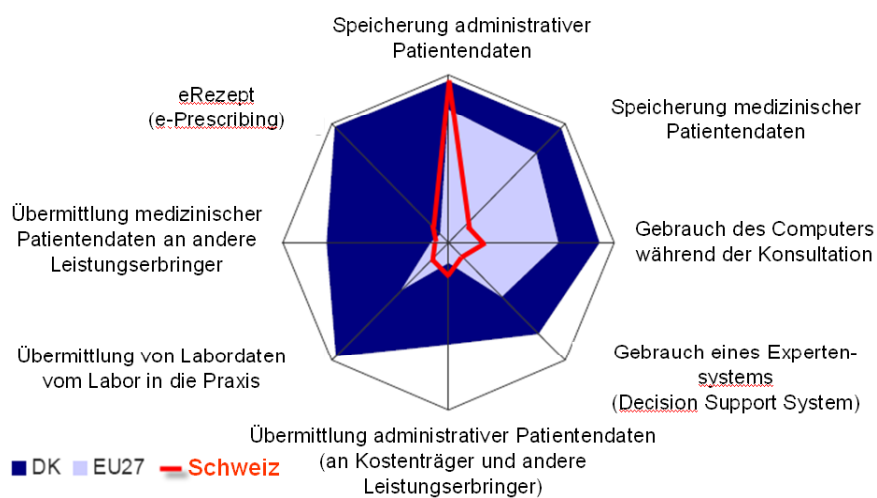 Speicherung administrativer
Patientendaten
Speicherung medizinischer
Patientendaten
Gebrauch des Computers
während der Konsultation
Gebrauch eines Experten-
systems
(Decision Support System)
Übermittlung administrativer Patientendaten
(an Kostenträger und andere
Leistungserbringer)
Übermittlung von Labordaten
vom Labor in die Praxis
Übermittlung medizinischer
Patientendaten an andere
Leistungserbringer
eRezept
(e-Prescribing)
DK EU27 Schweiz